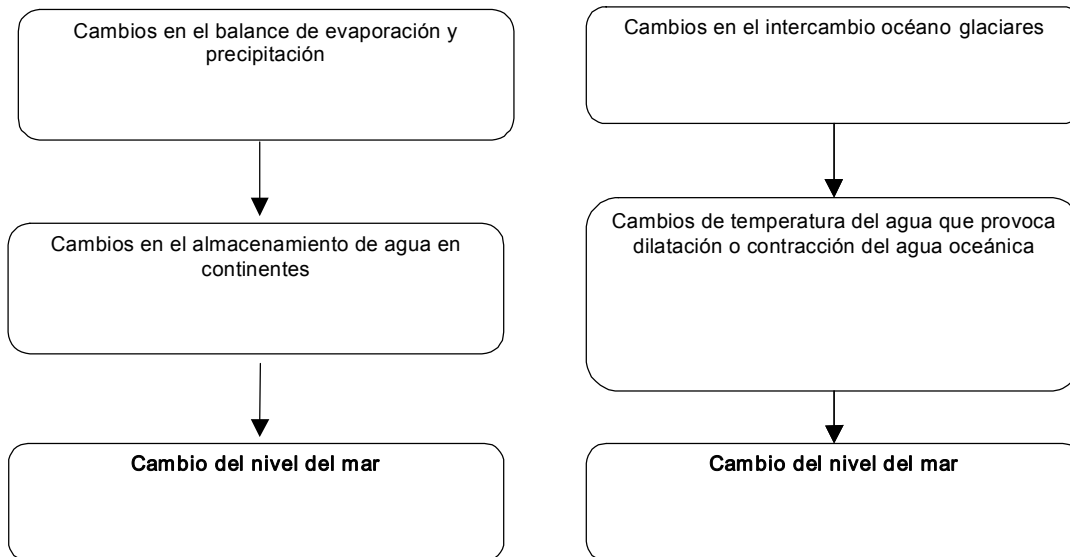 Cambios en el balance de evaporación y
precipitación
Cambios en el almacenamiento de agua en
continentes
Cambio del nivel del mar
Cambios en el intercambio océano glaciares
Cambios de temperatura del agua que provoca
dilatación o contracción del agua oceánica
Cambio del nivel del mar